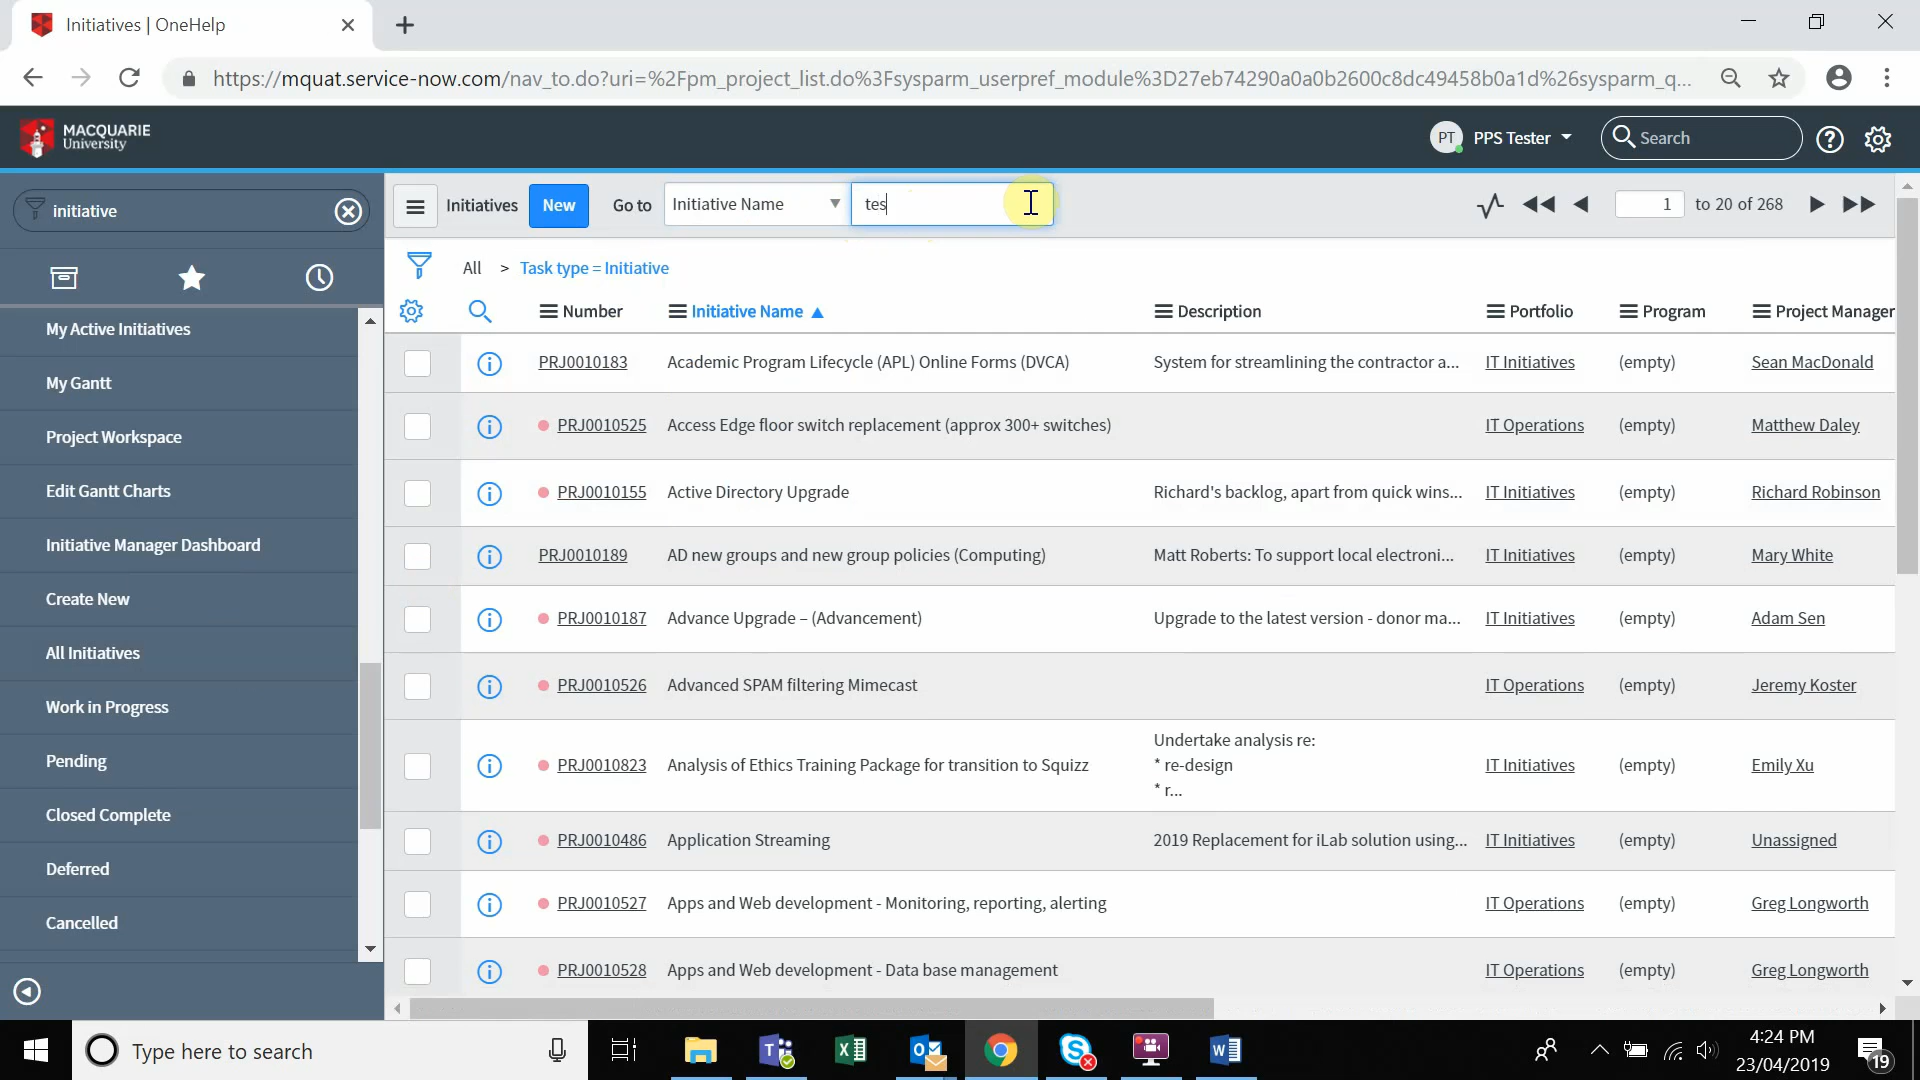 Initiatives | OneHelp
https://mquat.service-now.com/nav_to.do?uri=%2Fpm_project_list.do%3Fsysparm_userpref_module%3D27eb74290a0a0b2600c8dc49458b0a1d%26sysparm_q...
MACQUARIE
University
PT PPS Tester Search
initiative
Initiatives New Go to Initiative Name tes 1 to 20 of 268
All > Task type = Initiative
Number Initiative Name Description Portfolio Program Project Manager
My Active Initiatives
My Gantt
Project Workspace
Edit Gantt Charts
Initiative Manager Dashboard
Create New
All Initiatives
Work in Progress
Pending
Closed Complete
Deferred
Cancelled
PRJ0010183 Academic Program Lifecycle (APL) Online Forms (DVCA) System for streamlining the contractor a... IT Initiatives (empty) Sean MacDonald
PRJ0010525 Access Edge floor switch replacement (approx 300+ switches) IT Operations (empty) Matthew Daley
PRJ0010155 Active Directory Upgrade Richard's backlog, apart from quick wins... IT Initiatives (empty) Richard Robinson
PRJ0010189 AD new groups and new group policies (Computing) Matt Roberts: To support local electroni... IT Initiatives (empty) Mary White
PRJ0010187 Advance Upgrade – (Advancement) Upgrade to the latest version - donor ma... IT Initiatives (empty) Adam Sen
PRJ0010526 Advanced SPAM filtering Mimecast IT Operations (empty) Jeremy Koster
Undertake analysis re:
PRJ0010823 Analysis of Ethics Training Package for transition to Squizz * re-design IT Initiatives (empty) Emily Xu
* r...
PRJ0010486 Application Streaming 2019 Replacement for iLab solution using... IT Initiatives (empty) Unassigned
PRJ0010527 Apps and Web development - Monitoring, reporting, alerting IT Operations (empty) Greg Longworth
PRJ0010528 Apps and Web development - Data base management IT Operations (empty) Greg Longworth
Type here to search
4:24 PM
23/04/2019
19